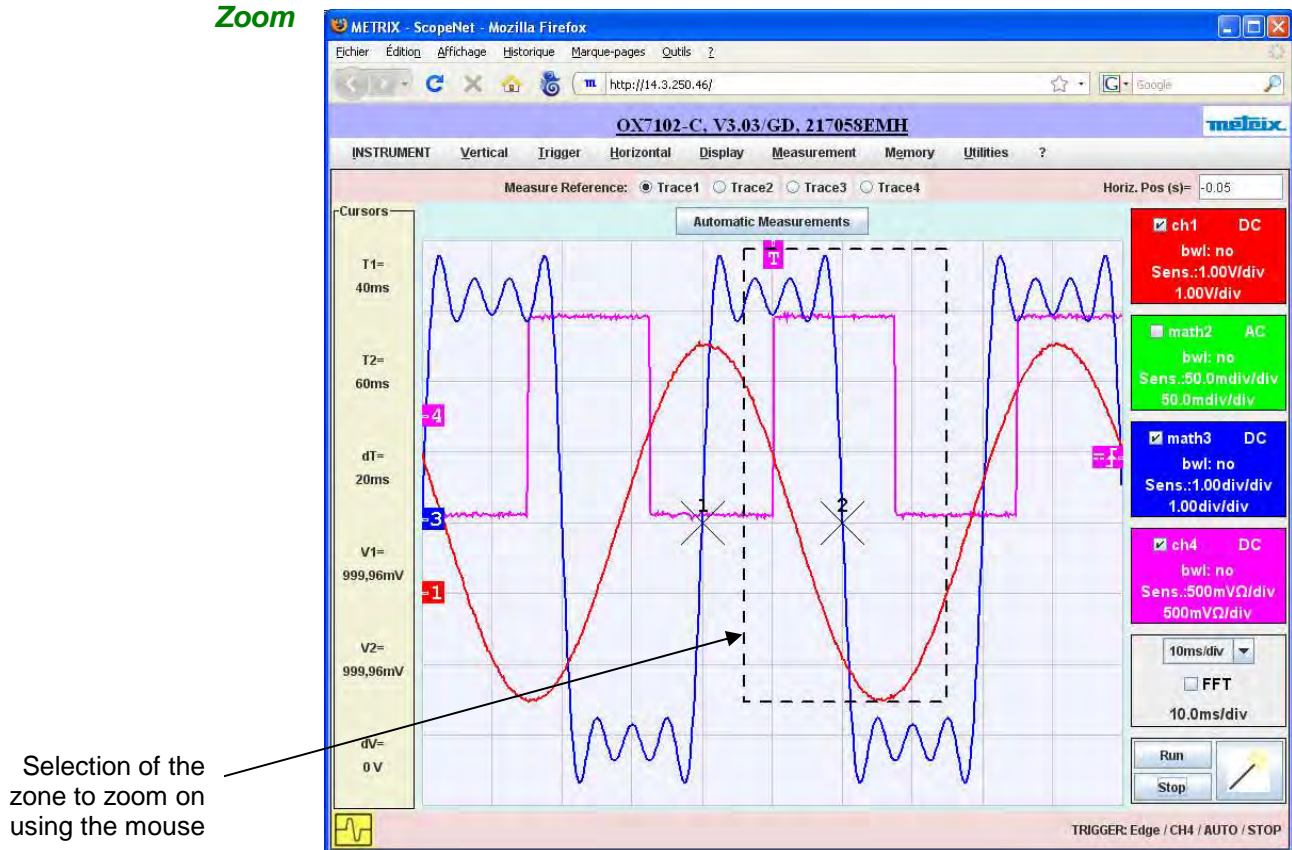 Zoom
METRIX - ScopeNet - Mozilla Firefox
Fichier Édition Affichage Historique Marque-pages Outils ?
http://14.3.250.46/
G Google
OX7102-C, V3.03/GD, 217058EMH
metrix
INSTRUMENT Vertical Trigger Horizontal Display Measurement Memory Utilities ?
Measure Reference: Trace1 Trace2 Trace3 Trace4 Horiz. Pos (s)= -0.05
Cursors
Automatic Measurements
T1=
40ms
T2=
60ms
dT=
20ms
V1=
999,96mV
V2=
999,96mV
dV=
0 V
T
4
3
1
1
2
ch1 DC
bwl: no
Sens.:1.00V/div
1.00V/div
math2 AC
bwl: no
Sens.:50.0mdiv/div
50.0mdiv/div
math3 DC
bwl: no
Sens.:1.00div/div
1.00div/div
ch4 DC
bwl: no
Sens.:500mVΩ/div
500mVΩ/div
10ms/div
FFT
10.0ms/div
Run
Stop
TRIGGER: Edge / CH4 / AUTO / STOP
Selection of the
zone to zoom on
using the mouse